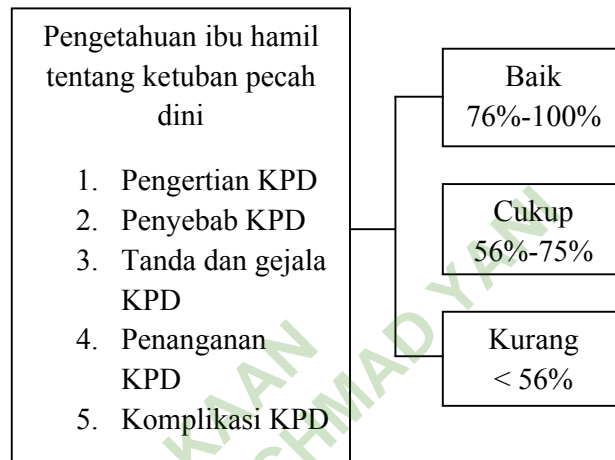 Pengetahuan ibu hamil
tentang ketuban pecah
dini
1. Pengertian KPD
2. Penyebab KPD
3. Tanda dan gejala
KPD
4. Penanganan
KPD
5. Komplikasi KPD
Baik
76%-100%
Cukup
56%-75%
Kurang
< 56%